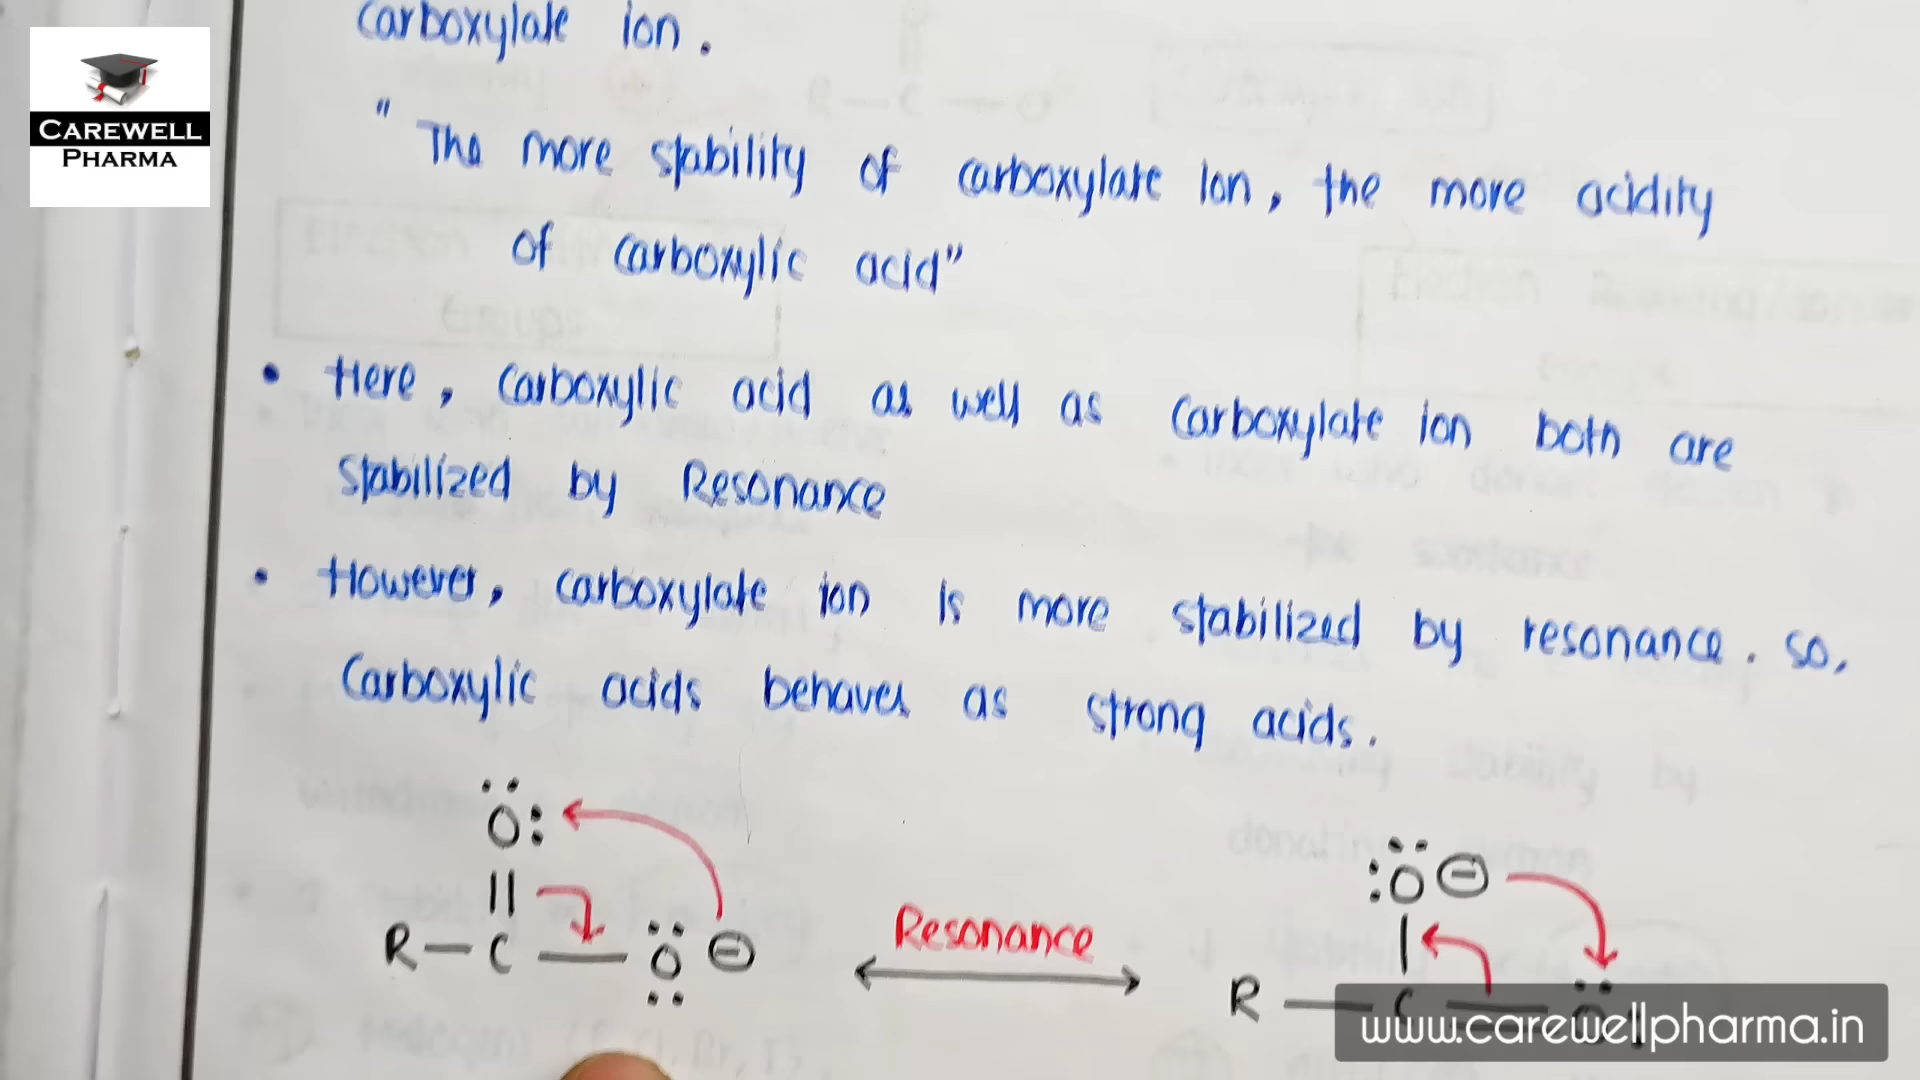 CAREWELL
PHARMA
carboxylate ion.
"The more stability of carboxylate Ion, the more acidity
of carboxylic acid"
• Here, carboxylic acid as well as carboxylate ion both are
stabilized by Resonance
• However, carboxylate ion is more stabilized by resonance. so,
Carboxylic acids behaves as strong acids.
O
R — C — O ⊖
Resonance
O ⊖
R — C = O
www.carewellpharma.in